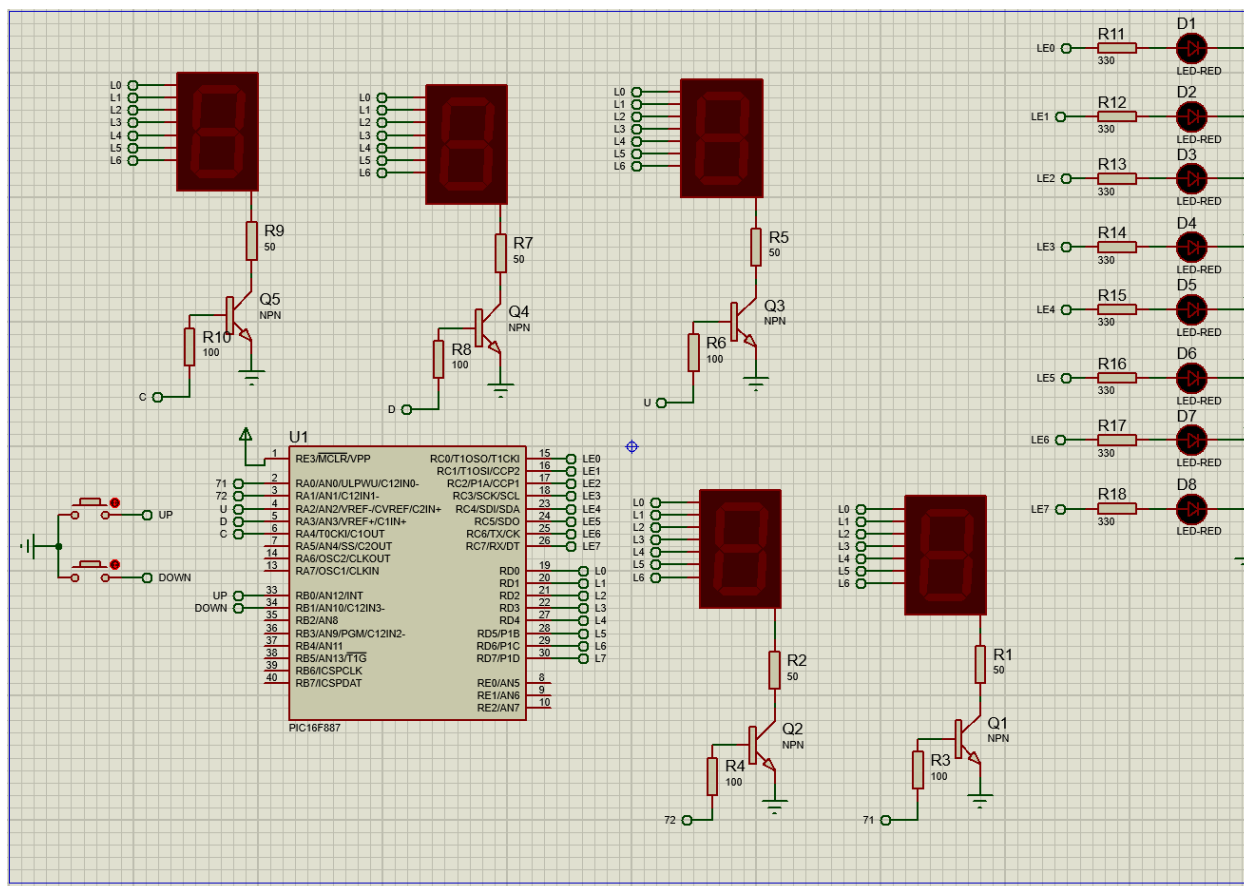 L0
L1
L2
L3
L4
L5
L6
R9
50
Q5
NPN
R10
100
C
L0
L1
L2
L3
L4
L5
L6
R7
50
Q4
NPN
R8
100
D
L0
L1
L2
L3
L4
L5
L6
R5
50
Q3
NPN
R6
100
U
LE0 R11 330 D1 LED-RED
LE1 R12 330 D2 LED-RED
LE2 R13 330 D3 LED-RED
LE3 R14 330 D4 LED-RED
LE4 R15 330 D5 LED-RED
LE5 R16 330 D6 LED-RED
LE6 R17 330 D7 LED-RED
LE7 R18 330 D8 LED-RED
UP
DOWN
U1
1 RE3/MCLR/VPP RC0/T1OSO/T1CKI 15 LE0
RC1/T1OSI/CCP2 16 LE1
71 2 RA0/AN0/ULPWU/C12IN0- RC2/P1A/CCP1 17 LE2
72 3 RA1/AN1/C12IN1- RC3/SCK/SCL 18 LE3
U 4 RA2/AN2/VREF-/CVREF/C2IN+ RC4/SDI/SDA 23 LE4
D 5 RA3/AN3/VREF+/C1IN+ RC5/SDO 24 LE5
C 6 RA4/T0CKI/C1OUT RC6/TX/CK 25 LE6
7 RA5/AN4/SS/C2OUT RC7/RX/DT 26 LE7
14 RA6/OSC2/CLKOUT
13 RA7/OSC1/CLKIN RD0 19 L0
RD1 20 L1
UP 33 RB0/AN12/INT RD2 21 L2
DOWN 34 RB1/AN10/C12IN3- RD3 22 L3
35 RB2/AN8 RD4 27 L4
36 RB3/AN9/PGM/C12IN2- RD5/P1B 28 L5
37 RB4/AN11 RD6/P1C 29 L6
38 RB5/AN13/T1G RD7/P1D 30 L7
39 RB6/ICSPCLK
40 RB7/ICSPDAT RE0/AN5 8
RE1/AN6 9
RE2/AN7 10
PIC16F887
L0
L1
L2
L3
L4
L5
L6
R2
50
Q2
NPN
R4
100
72
L0
L1
L2
L3
L4
L5
L6
R1
50
Q1
NPN
R3
100
71